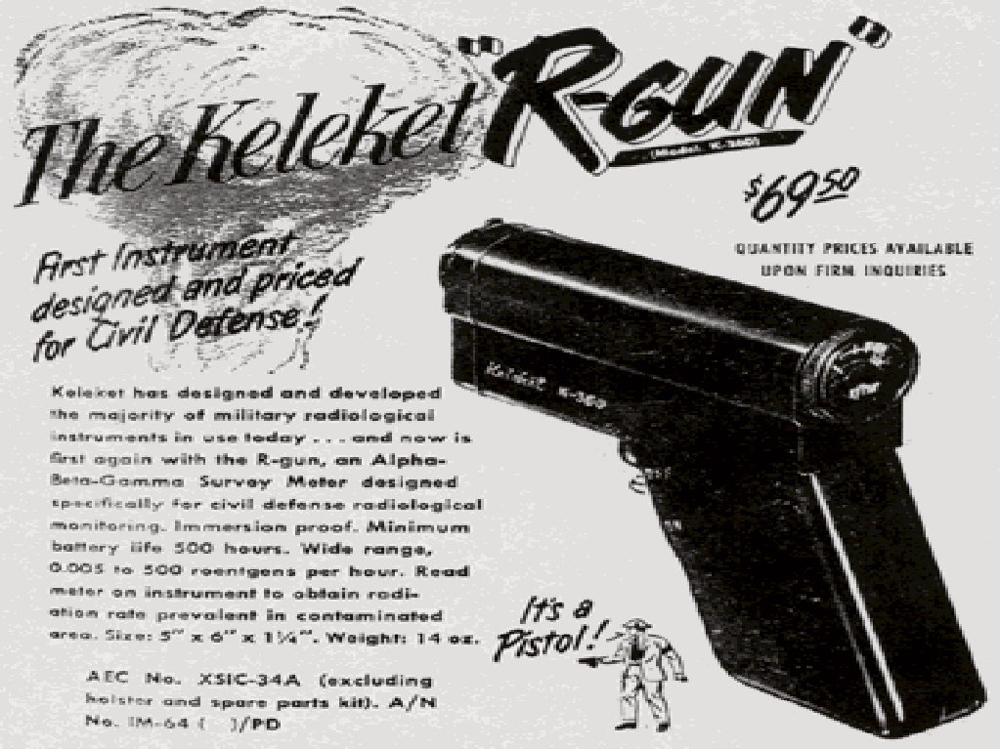 The Keleket "R-GUN"
(Model K-360)
$69.50
QUANTITY PRICES AVAILABLE
UPON FIRM INQUIRIES
First Instrument
designed and priced
for Civil Defense!
Keleket K-360
Keleket has designed and developed
the majority of military radiological
instruments in use today . . . and now is
first again with the R-gun, an Alpha-
Beta-Gamma Survey Meter designed
specifically for civil defense radiological
monitoring. Immersion proof. Minimum
battery life 500 hours. Wide range,
0.005 to 500 roentgens per hour. Read
meter on instrument to obtain radi-
ation rate prevalent in contaminated
area. Size: 5" x 6" x 1¼". Weight: 14 oz.
It's a
Pistol!
AEC No. XSIC-34A (excluding
holster and spare parts kit). A/N
No. IM-64 ( )/PD